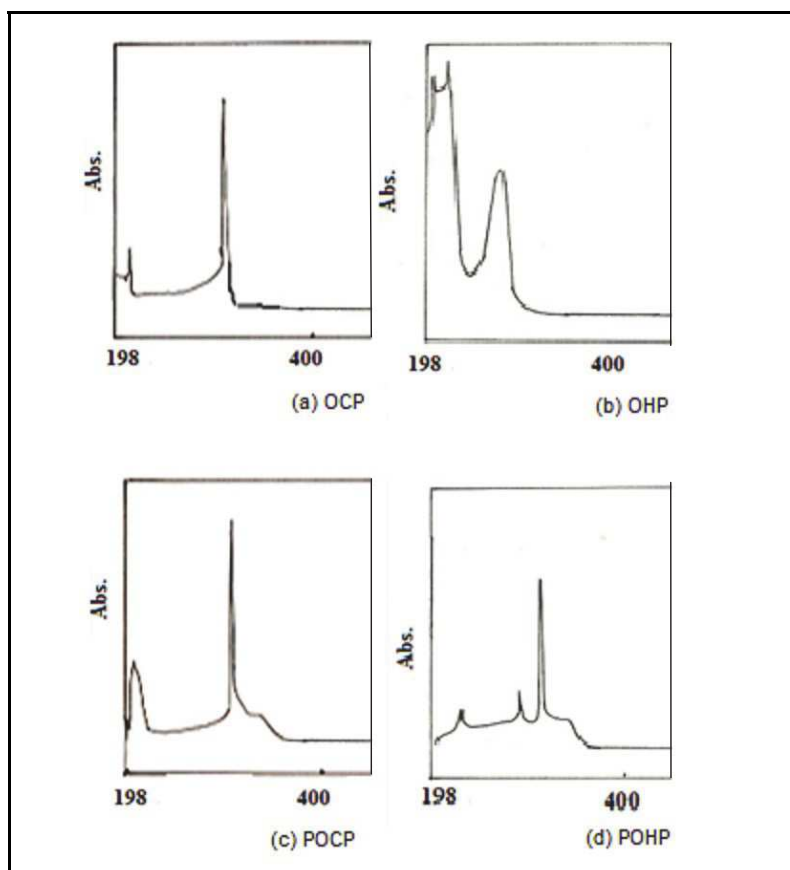 Abs.
198
400
(a) OCP
Abs.
198
400
(b) OHP
Abs.
198
400
(c) POCP
Abs.
198
400
(d) POHP